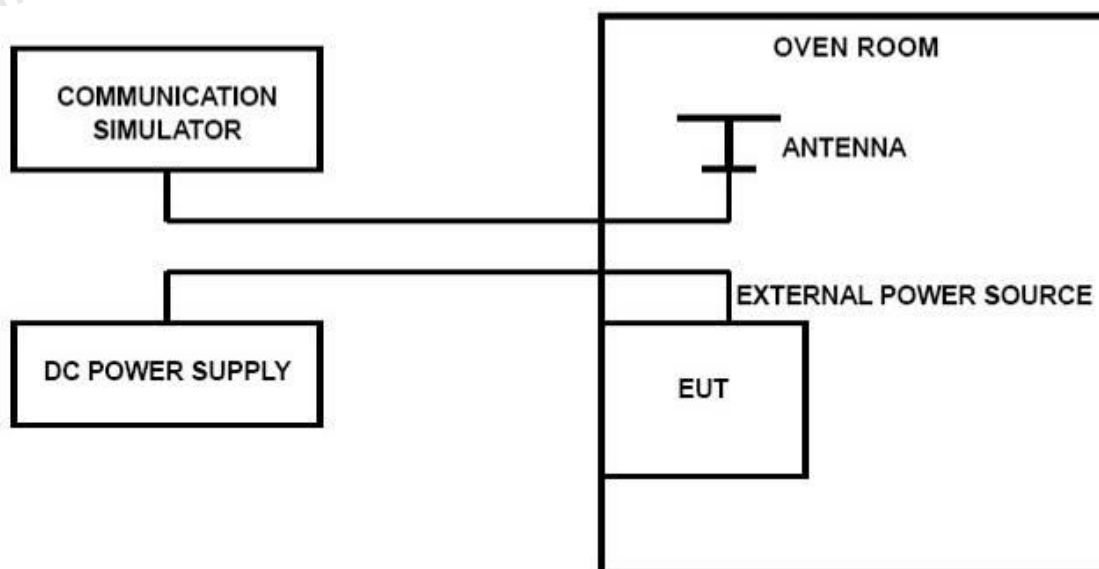 OVEN ROOM
COMMUNICATION
SIMULATOR
ANTENNA
EXTERNAL POWER SOURCE
DC POWER SUPPLY
EUT